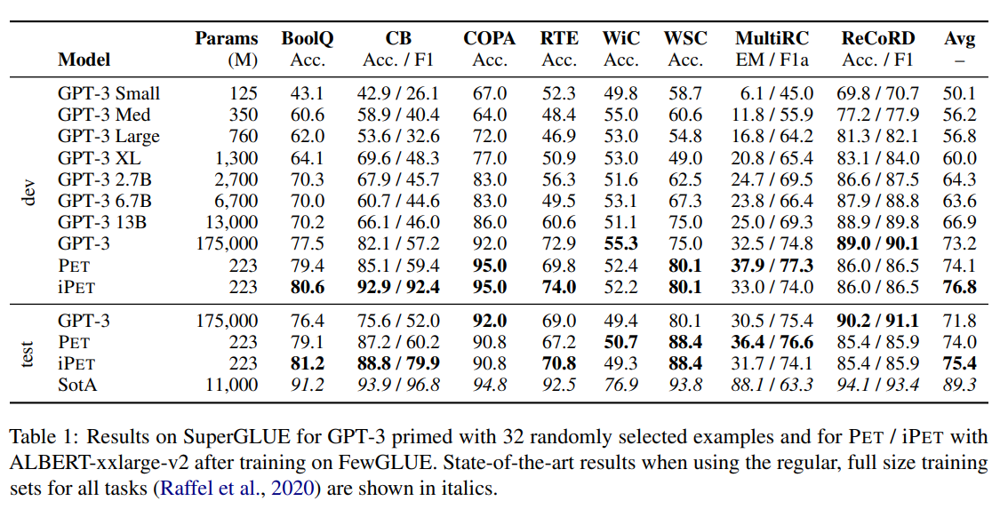 Params BoolQ CB COPA RTE WiC WSC MultiRC ReCoRD Avg
Model (M) Acc. Acc. / F1 Acc. Acc. Acc. Acc. EM / F1a Acc. / F1 –
dev
GPT-3 Small 125 43.1 42.9 / 26.1 67.0 52.3 49.8 58.7 6.1 / 45.0 69.8 / 70.7 50.1
GPT-3 Med 350 60.6 58.9 / 40.4 64.0 48.4 55.0 60.6 11.8 / 55.9 77.2 / 77.9 56.2
GPT-3 Large 760 62.0 53.6 / 32.6 72.0 46.9 53.0 54.8 16.8 / 64.2 81.3 / 82.1 56.8
GPT-3 XL 1,300 64.1 69.6 / 48.3 77.0 50.9 53.0 49.0 20.8 / 65.4 83.1 / 84.0 60.0
GPT-3 2.7B 2,700 70.3 67.9 / 45.7 83.0 56.3 51.6 62.5 24.7 / 69.5 86.6 / 87.5 64.3
GPT-3 6.7B 6,700 70.0 60.7 / 44.6 83.0 49.5 53.1 67.3 23.8 / 66.4 87.9 / 88.8 63.6
GPT-3 13B 13,000 70.2 66.1 / 46.0 86.0 60.6 51.1 75.0 25.0 / 69.3 88.9 / 89.8 66.9
GPT-3 175,000 77.5 82.1 / 57.2 92.0 72.9 55.3 75.0 32.5 / 74.8 89.0 / 90.1 73.2
PET 223 79.4 85.1 / 59.4 95.0 69.8 52.4 80.1 37.9 / 77.3 86.0 / 86.5 74.1
iPET 223 80.6 92.9 / 92.4 95.0 74.0 52.2 80.1 33.0 / 74.0 86.0 / 86.5 76.8
test
GPT-3 175,000 76.4 75.6 / 52.0 92.0 69.0 49.4 80.1 30.5 / 75.4 90.2 / 91.1 71.8
PET 223 79.1 87.2 / 60.2 90.8 67.2 50.7 88.4 36.4 / 76.6 85.4 / 85.9 74.0
iPET 223 81.2 88.8 / 79.9 90.8 70.8 49.3 88.4 31.7 / 74.1 85.4 / 85.9 75.4
SotA 11,000 91.2 93.9 / 96.8 94.8 92.5 76.9 93.8 88.1 / 63.3 94.1 / 93.4 89.3
Table 1: Results on SuperGLUE for GPT-3 primed with 32 randomly selected examples and for PET / iPET with
ALBERT-xxlarge-v2 after training on FewGLUE. State-of-the-art results when using the regular, full size training
sets for all tasks (Raffel et al., 2020) are shown in italics.